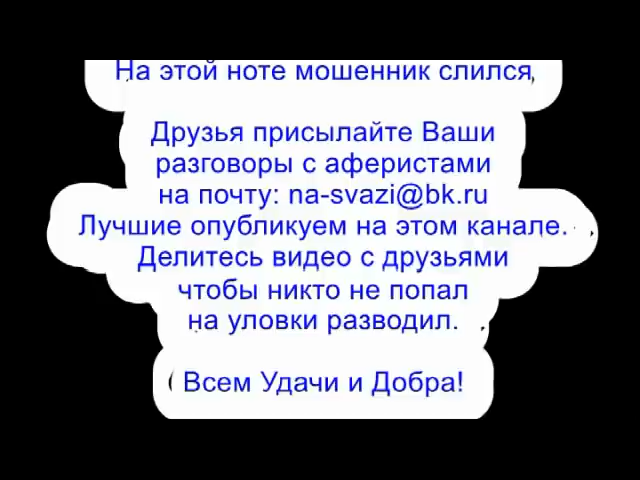 На этой ноте мошенник слился,
Друзья присылайте Ваши
разговоры с аферистами
на почту: na-svazi@bk.ru
Лучшие опубликуем на этом канале.
Делитесь видео с друзьями
чтобы никто не попал
на уловки разводил.
Всем Удачи и Добра!